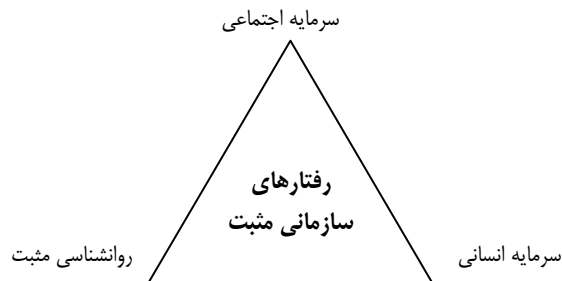 سرمایه اجتماعی
رفتارهای
سازمانی مثبت
سرمایه انسانی
روانشناسی مثبت